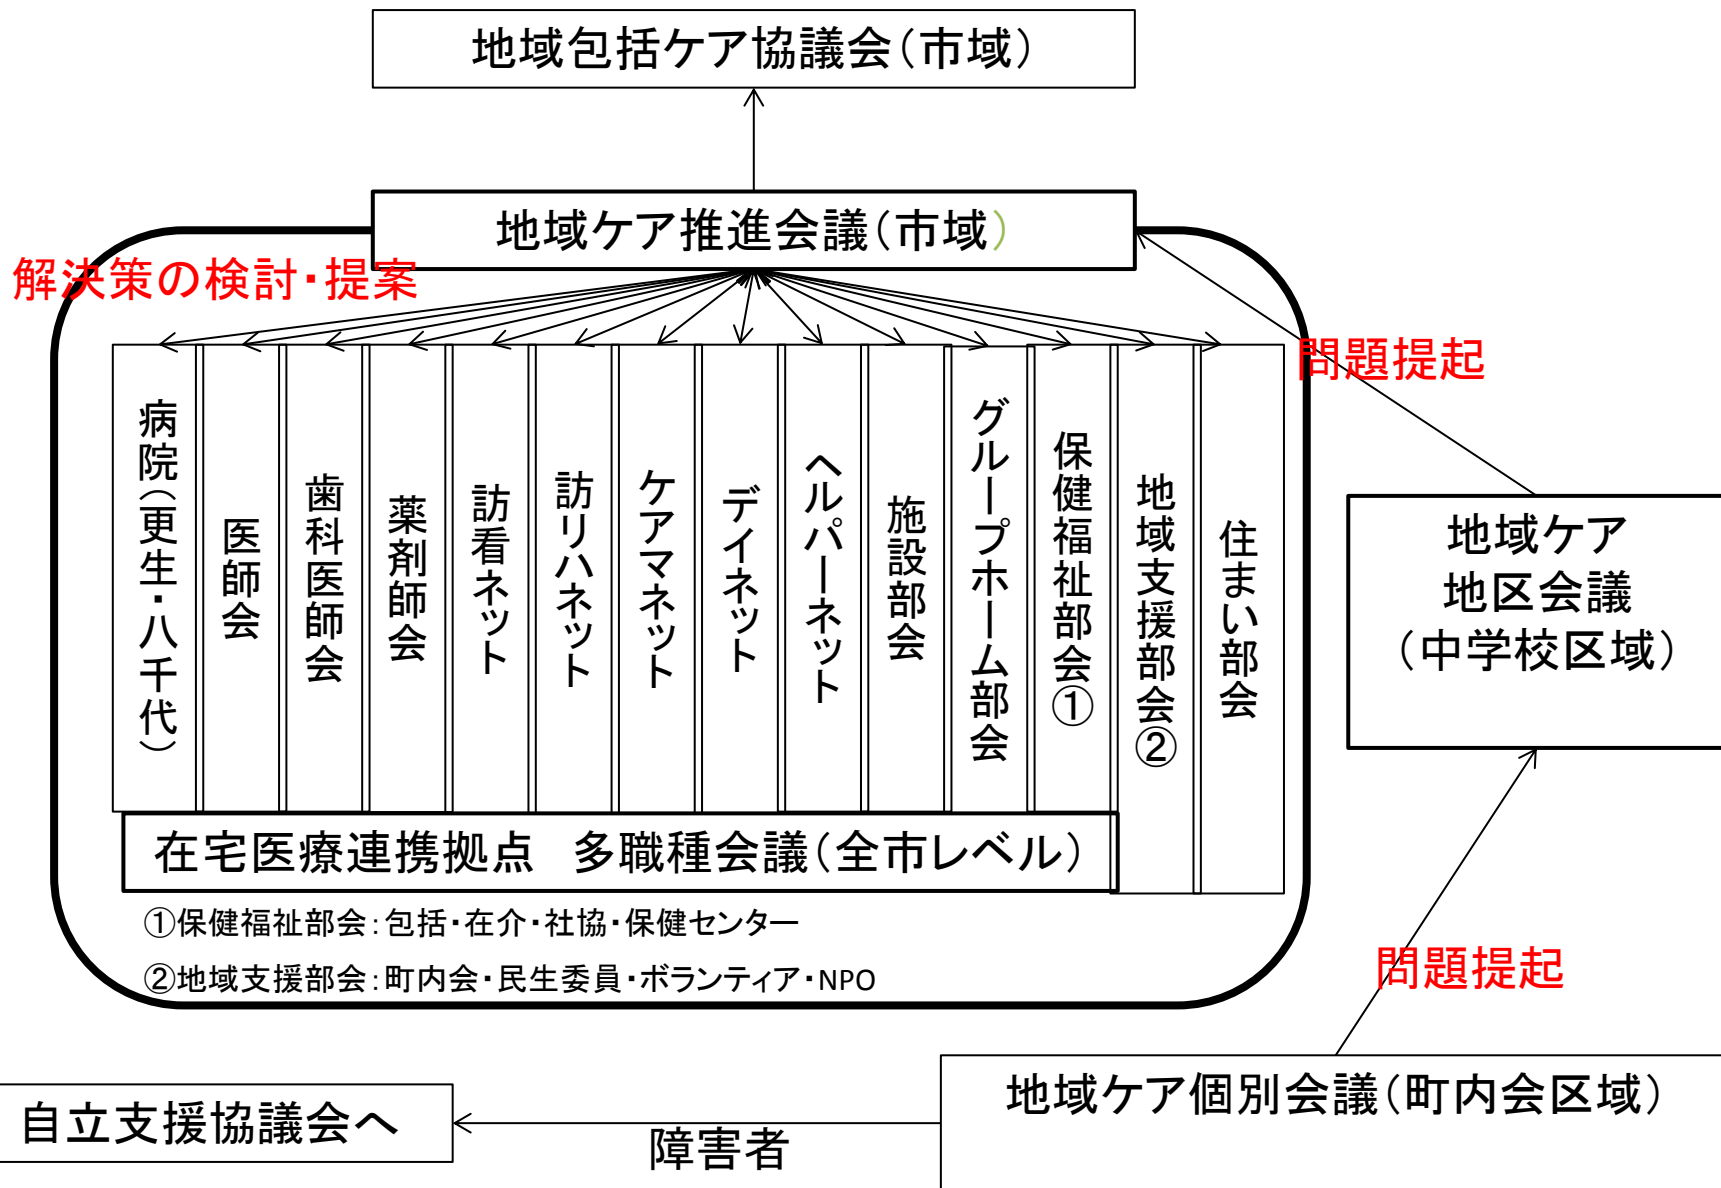 地域包括ケア協議会（市域）
地域ケア推進会議（市域）
解決策の検討・提案
問題提起
病院（更生・八千代）
医師会
歯科医師会
薬剤師会
訪看ネット
訪リハネット
ケアマネット
デイネット
ヘルパーネット
施設部会
グループホーム部会
保健福祉部会①
地域支援部会②
住まい部会
地域ケア
地区会議
（中学校区域）
在宅医療連携拠点　多職種会議（全市レベル）
①保健福祉部会：包括・在介・社協・保健センター
②地域支援部会：町内会・民生委員・ボランティア・NPO
問題提起
地域ケア個別会議（町内会区域）
自立支援協議会へ
障害者